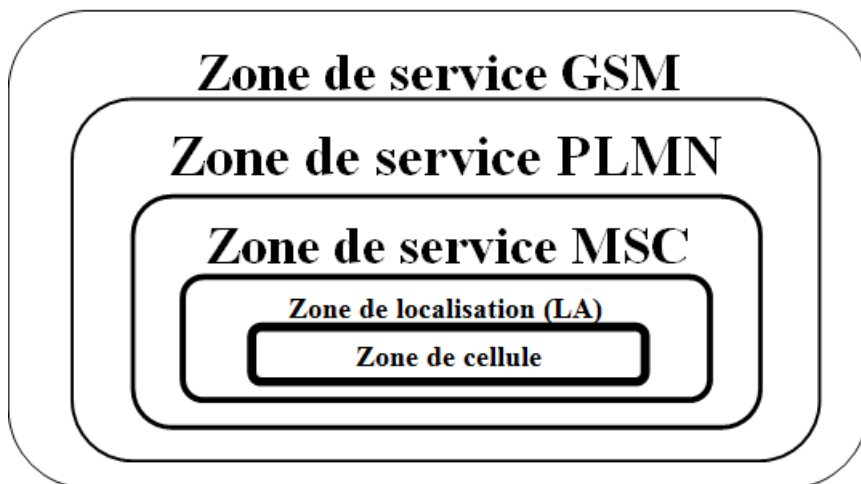 Zone de service GSM
Zone de service PLMN
Zone de service MSC
Zone de localisation (LA)
Zone de cellule